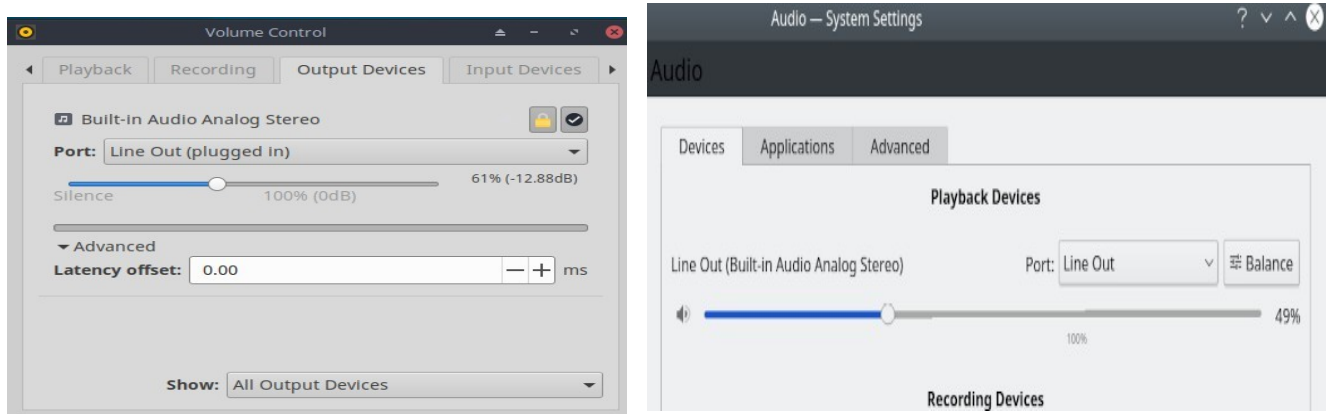 Volume Control
Playback Recording Output Devices Input Devices
Built-in Audio Analog Stereo
Port: Line Out (plugged in)
61% (-12.88dB)
Silence 100% (0dB)
Advanced
Latency offset: 0.00 ms
Show: All Output Devices
Audio — System Settings
Audio
Devices Applications Advanced
Playback Devices
Line Out (Built-in Audio Analog Stereo) Port: Line Out Balance
49%
100%
Recording Devices